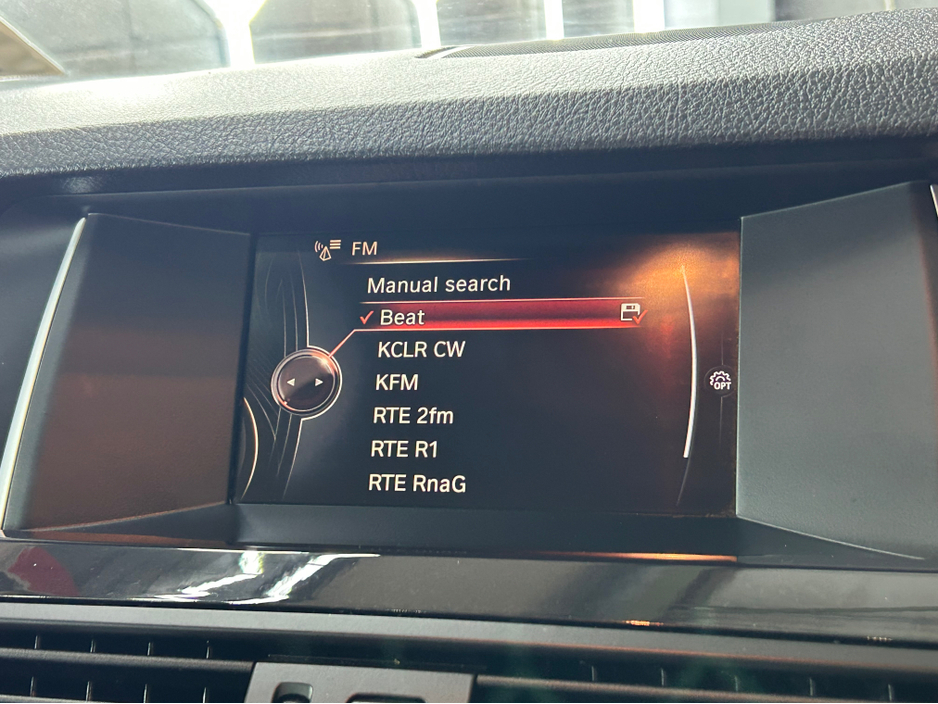 FM
Manual search
Beat
KCLR CW
KFM
OPT
RTE 2fm
RTE R1
RTE RnaG